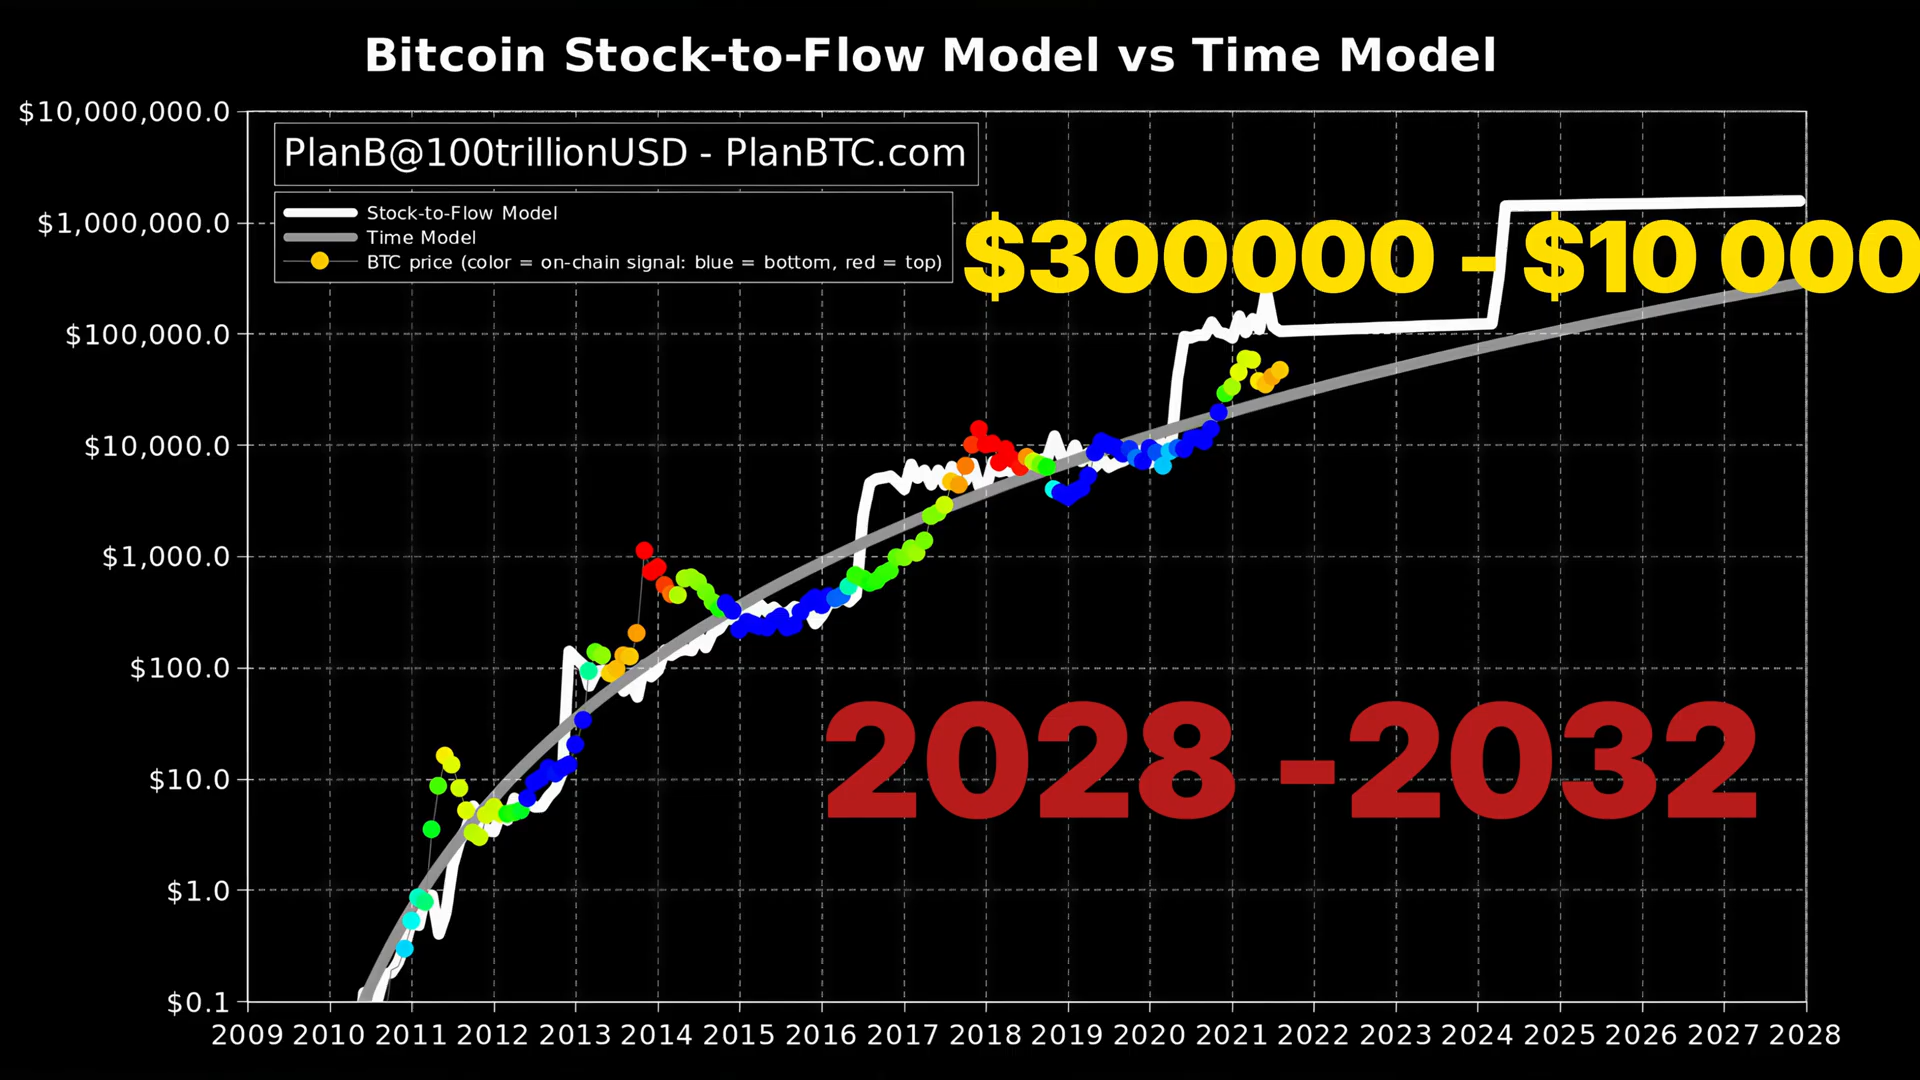 Bitcoin Stock-to-Flow Model vs Time Model
$10,000,000.0
PlanB@100trillionUSD - PlanBTC.com
Stock-to-Flow Model
Time Model
BTC price (color = on-chain signal: blue = bottom, red = top)
$1,000,000.0
$300000 - $10 000
$100,000.0
$10,000.0
$1,000.0
$100.0
2028 -2032
$10.0
$1.0
$0.1
2009 2010 2011 2012 2013 2014 2015 2016 2017 2018 2019 2020 2021 2022 2023 2024 2025 2026 2027 2028